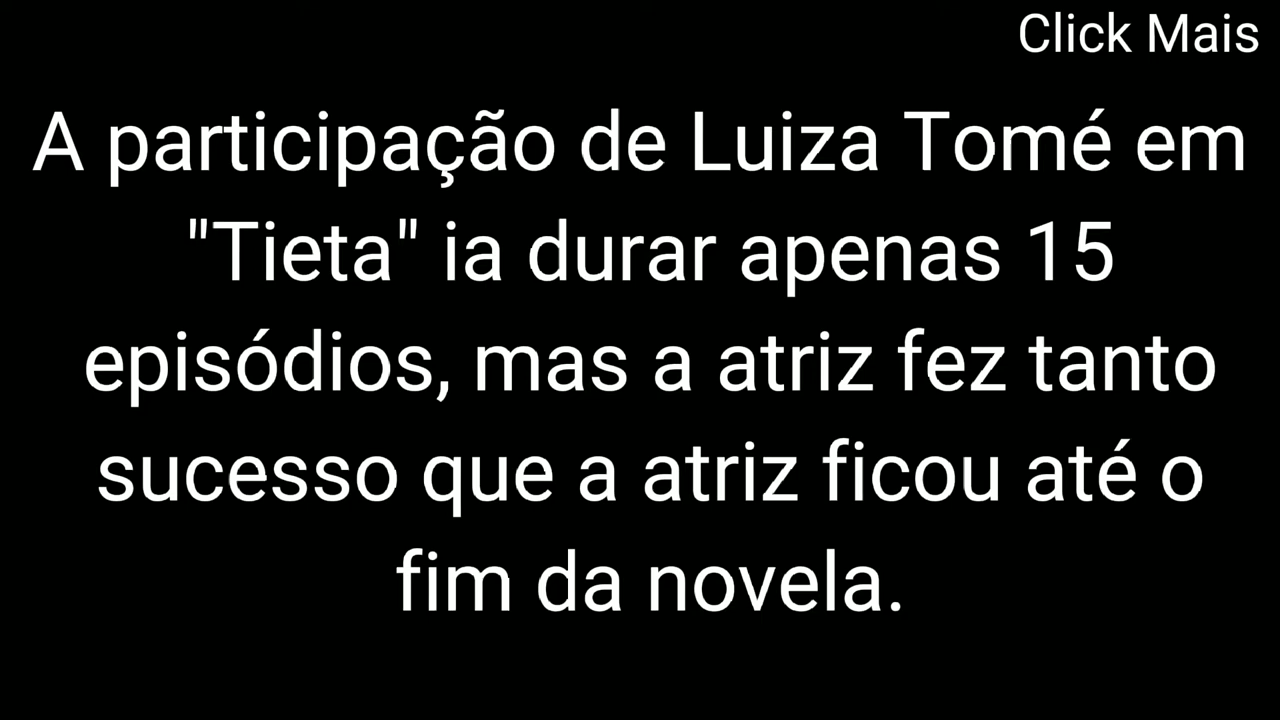 Click Mais
A participação de Luiza Tomé em
"Tieta" ia durar apenas 15
episódios, mas a atriz fez tanto
sucesso que a atriz ficou até o
fim da novela.